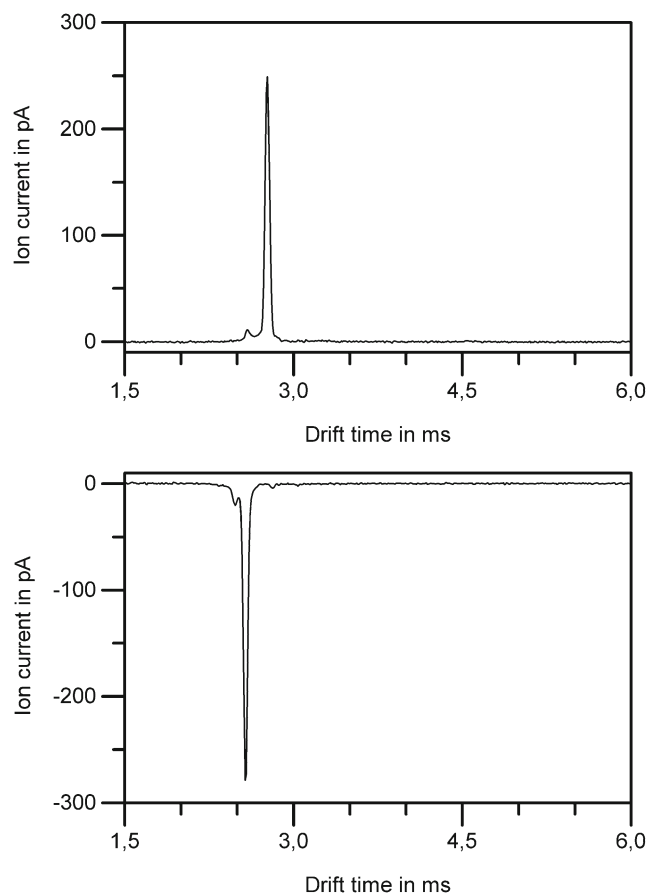 300
200
100
0
Ion current in pA
1,5 3,0 4,5 6,0
Drift time in ms
0
-100
-200
-300
Ion current in pA
1,5 3,0 4,5 6,0
Drift time in ms